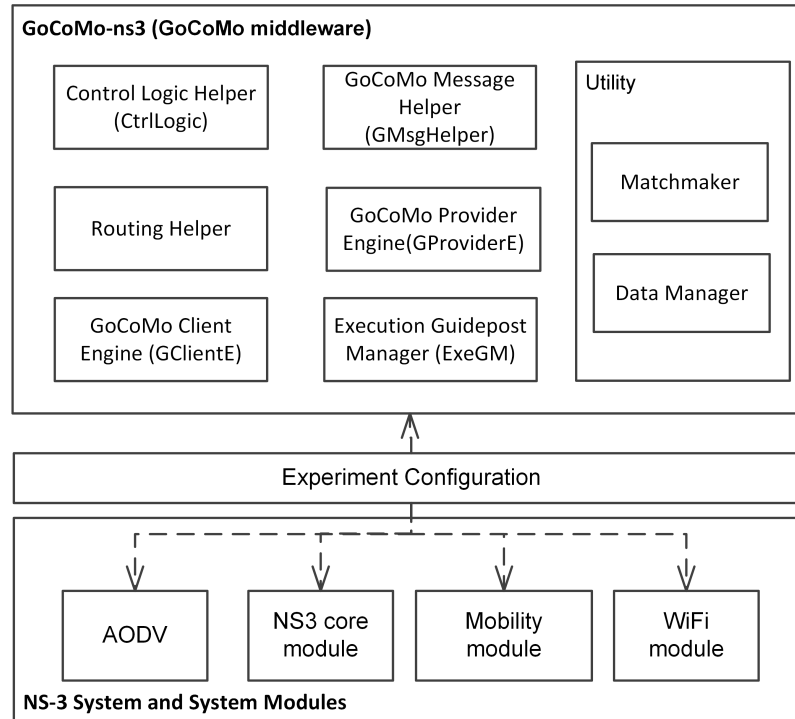 GoCoMo-ns3 (GoCoMo middleware)
Control Logic Helper
(CtrlLogic)
GoCoMo Message
Helper
(GMsgHelper)
Utility
Matchmaker
Routing Helper
GoCoMo Provider
Engine(GProviderE)
Data Manager
GoCoMo Client
Engine (GClientE)
Execution Guidepost
Manager (ExeGM)
Experiment Configuration
AODV
NS3 core
module
Mobility
module
WiFi
module
NS-3 System and System Modules